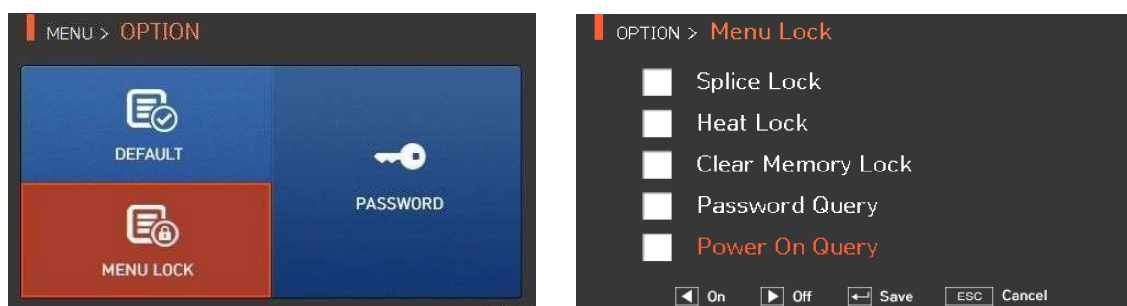 MENU > OPTION
DEFAULT
MENU LOCK
PASSWORD
OPTION > Menu Lock
Splice Lock
Heat Lock
Clear Memory Lock
Password Query
Power On Query
On Off Save ESC Cancel